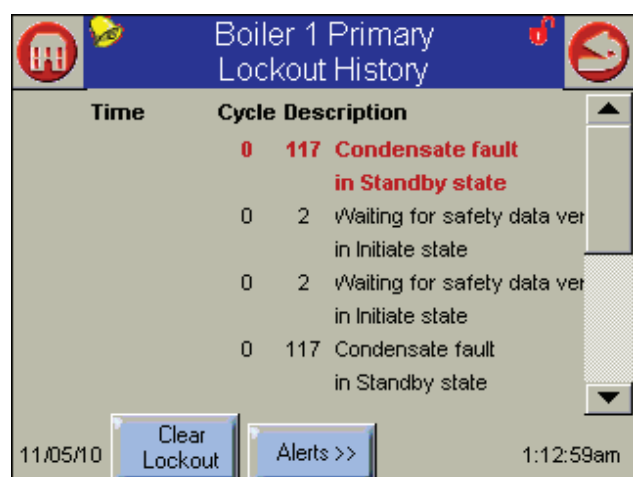 Boiler 1 Primary
Lockout History
Time Cycle Description
0 117 Condensate fault
in Standby state
0 2 Waiting for safety data ver
in Initiate state
0 2 Waiting for safety data ver
in Initiate state
0 117 Condensate fault
in Standby state
11/05/10 Clear Lockout Alerts >> 1:12:59am